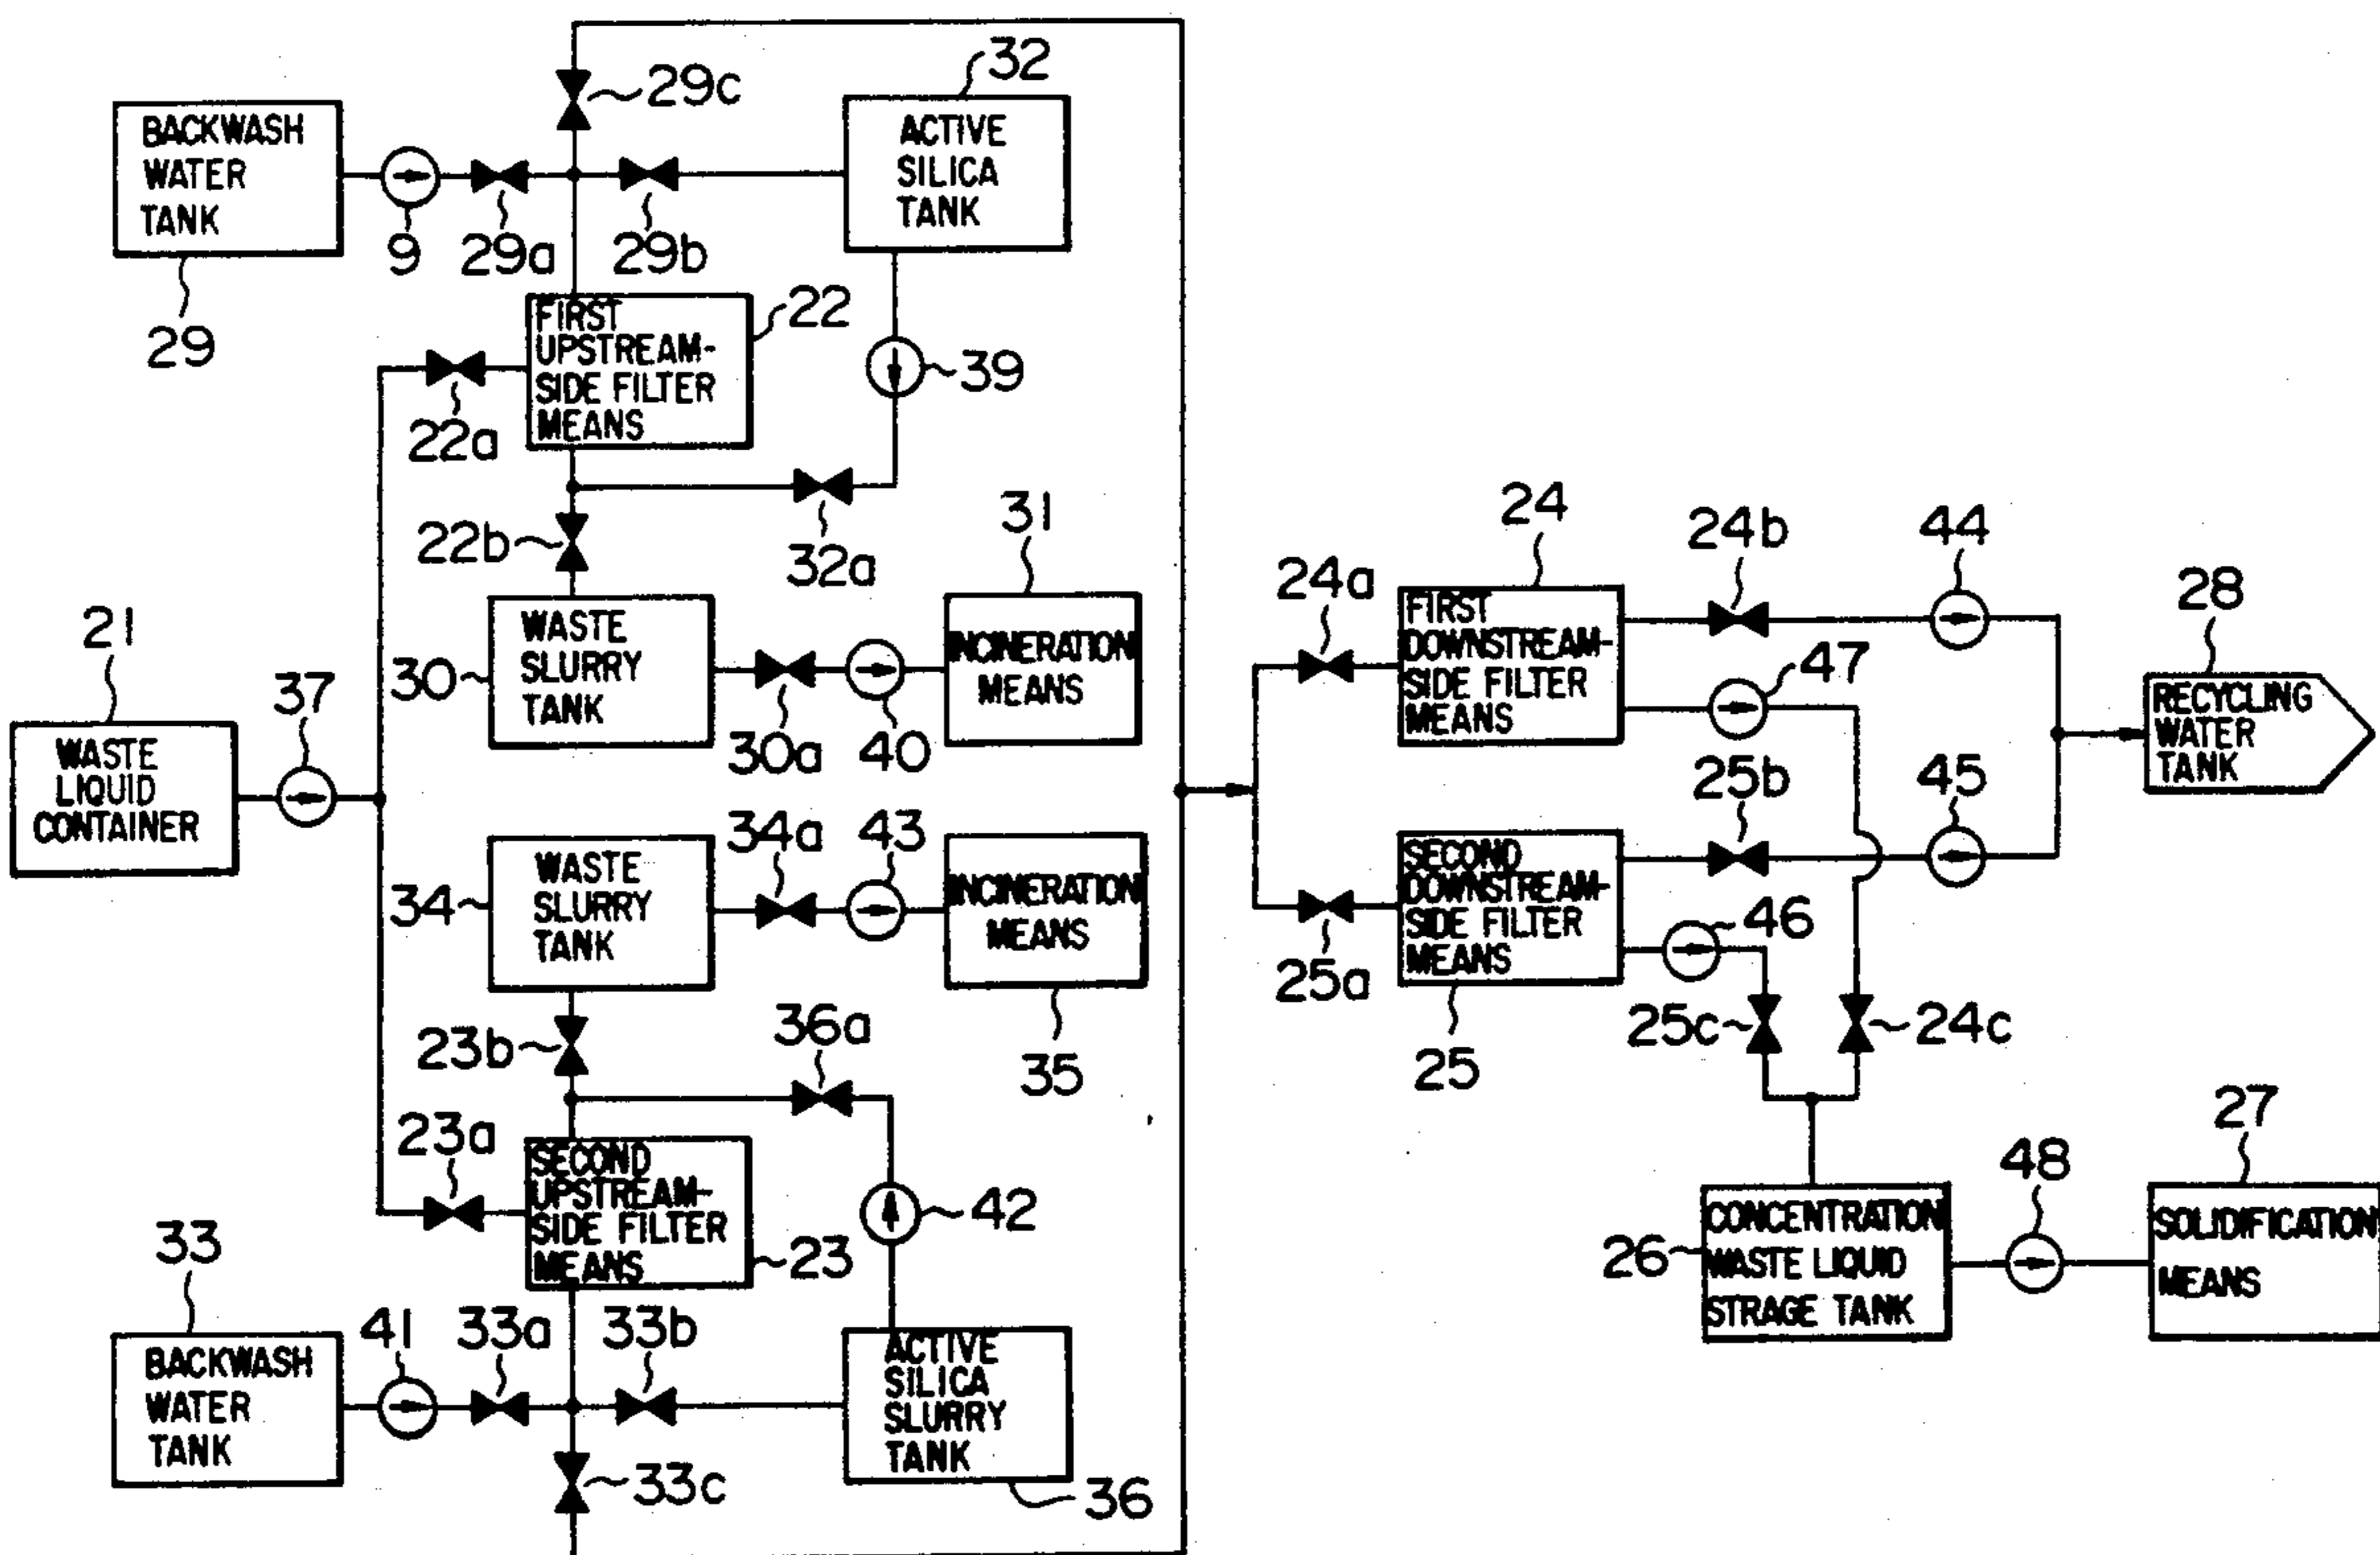 29c
32
BACKWASH
WATER
TANK
ACTIVE
SILICA
TANK
9
29a
29b
29
FIRST
UPSTREAM-
SIDE FILTER
MEANS
22
39
22a
22b
32a
31
21
37
30
WASTE
SLURRY
TANK
30a
40
INCINERATION
MEANS
WASTE
LIQUID
CONTAINER
34
WASTE
SLURRY
TANK
34a
43
INCINERATION
MEANS
35
23b
36a
23a
SECOND
UPSTREAM-
SIDE FILTER
MEANS
23
42
33
BACKWASH
WATER
TANK
41
33a
33b
ACTIVE
SILICA
SLURRY
TANK
36
33c
24
24a
FIRST
DOWNSTREAM-
SIDE FILTER
MEANS
24b
44
47
28
RECYCLING
WATER
TANK
25b
45
25a
SECOND
DOWNSTREAM-
SIDE FILTER
MEANS
25
46
25c
24c
26
CONCENTRATION
WASTE LIQUID
STRAGE TANK
48
27
SOLIDIFICATION
MEANS